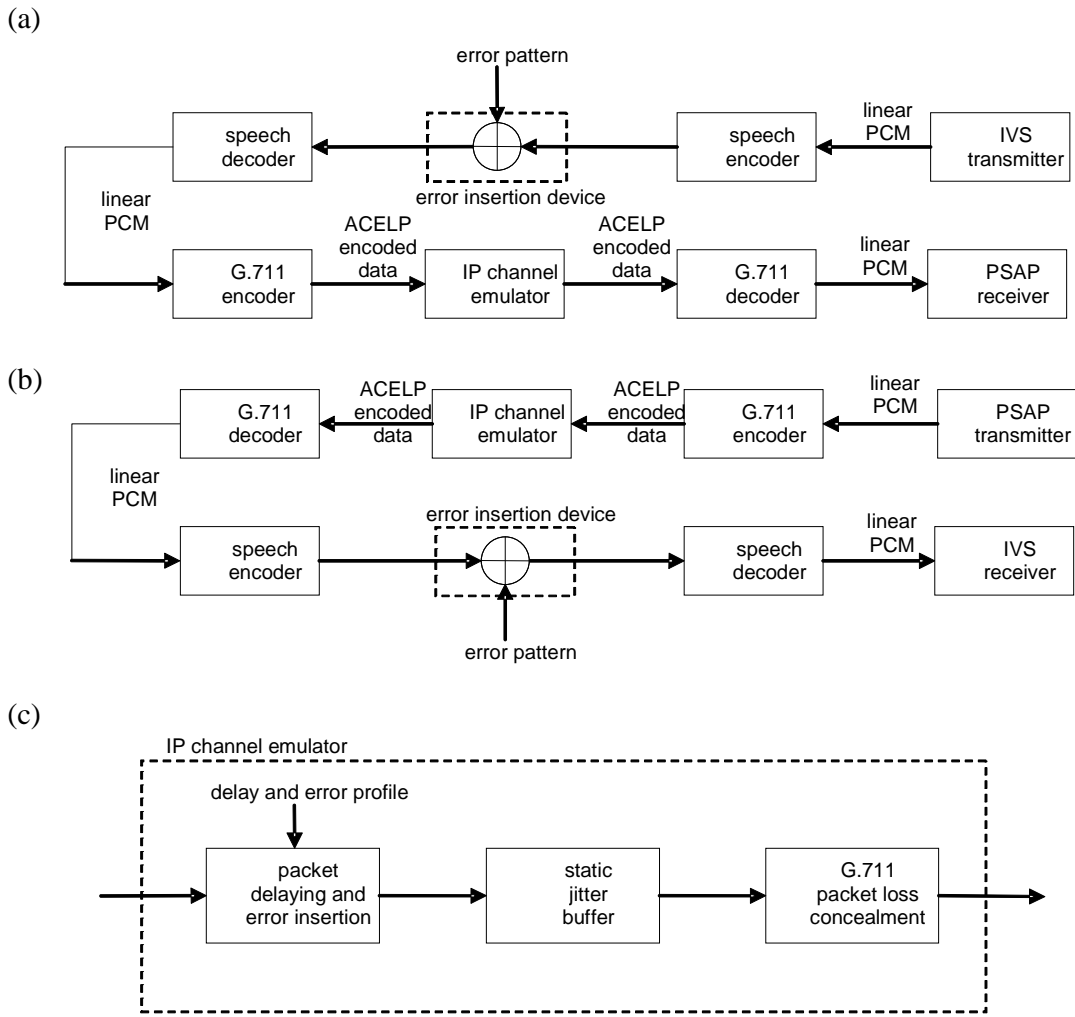 (a)
error pattern
speech
decoder
error insertion device
speech
encoder
linear
PCM
IVS
transmitter
linear
PCM
G.711
encoder
ACELP
encoded
data
IP channel
emulator
ACELP
encoded
data
G.711
decoder
linear
PCM
PSAP
receiver
(b)
G.711
decoder
ACELP
encoded
data
IP channel
emulator
ACELP
encoded
data
G.711
encoder
linear
PCM
PSAP
transmitter
linear
PCM
speech
encoder
error insertion device
error pattern
speech
decoder
linear
PCM
IVS
receiver
(c)
IP channel emulator
delay and error profile
packet
delaying and
error insertion
static
jitter
buffer
G.711
packet loss
concealment